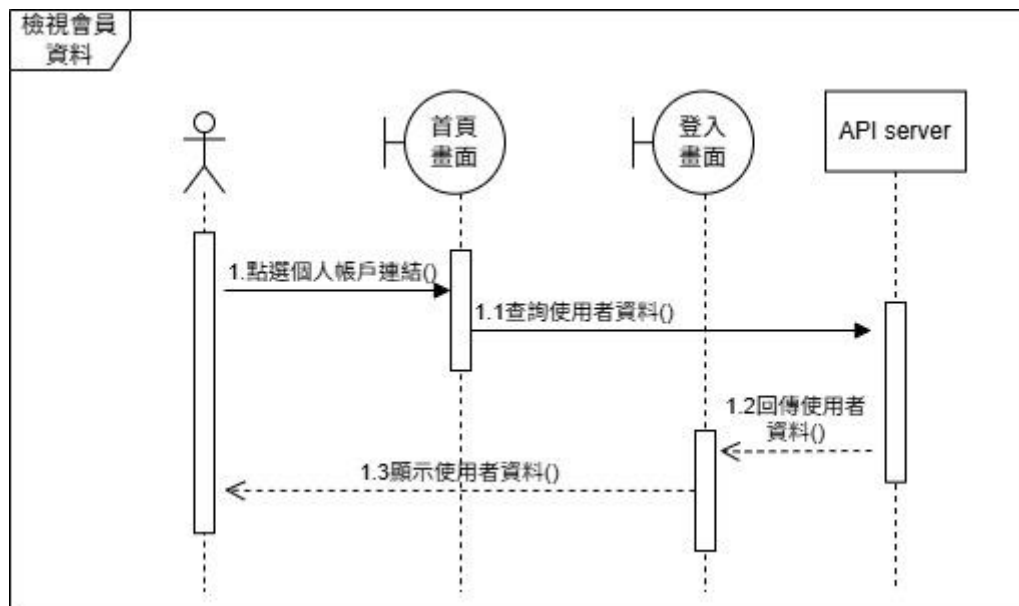 檢視會員
資料
首頁
畫面
登入
畫面
API server
1.點選個人帳戶連結()
1.1查詢使用者資料()
1.2回傳使用者
資料()
1.3顯示使用者資料()